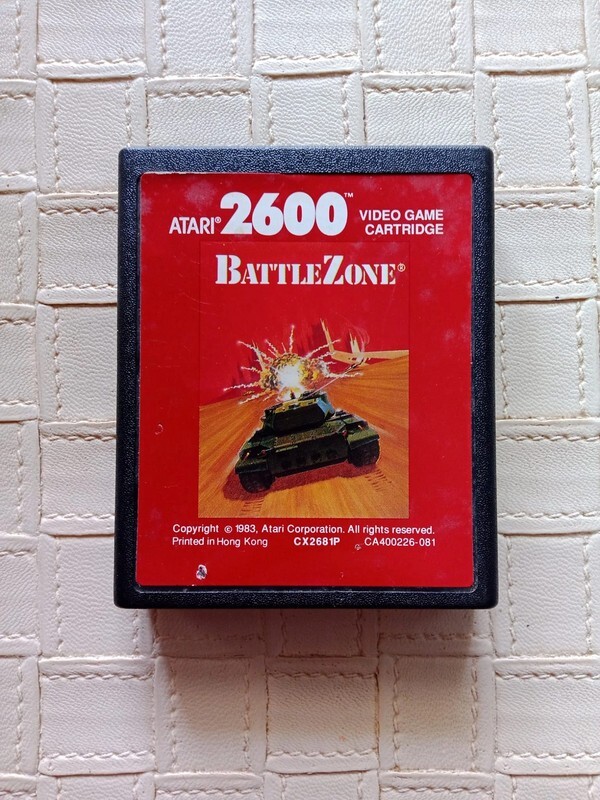 ATARI® 2600™ VIDEO GAME
CARTRIDGE
BATTLEZONE®
Copyright © 1983, Atari Corporation. All rights reserved.
Printed in Hong Kong CX2681P CA400226-081